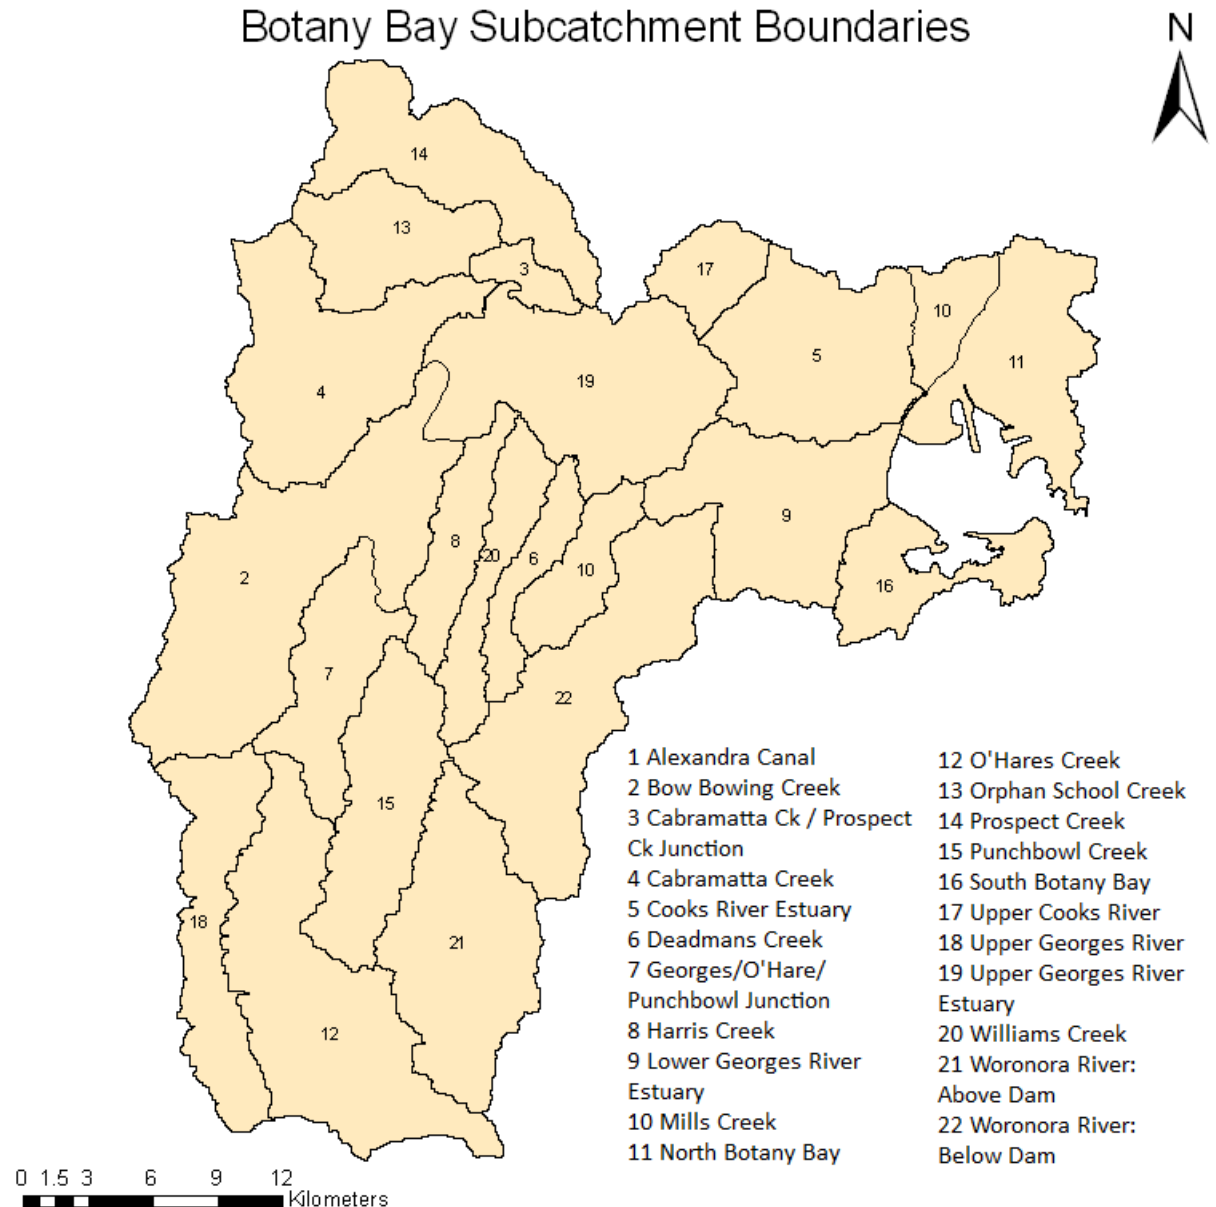 Botany Bay Subcatchment Boundaries
N
14
13
3
17
10
5
11
4
19
9
8
20
6
10
2
16
7
22
15
18
21
12
1 Alexandra Canal
2 Bow Bowing Creek
3 Cabramatta Ck / Prospect
Ck Junction
4 Cabramatta Creek
5 Cooks River Estuary
6 Deadmans Creek
7 Georges/O'Hare/
Punchbowl Junction
8 Harris Creek
9 Lower Georges River
Estuary
10 Mills Creek
11 North Botany Bay
12 O'Hares Creek
13 Orphan School Creek
14 Prospect Creek
15 Punchbowl Creek
16 South Botany Bay
17 Upper Cooks River
18 Upper Georges River
19 Upper Georges River
Estuary
20 Williams Creek
21 Woronora River:
Above Dam
22 Woronora River:
Below Dam
0 1.5 3 6 9 12
Kilometers